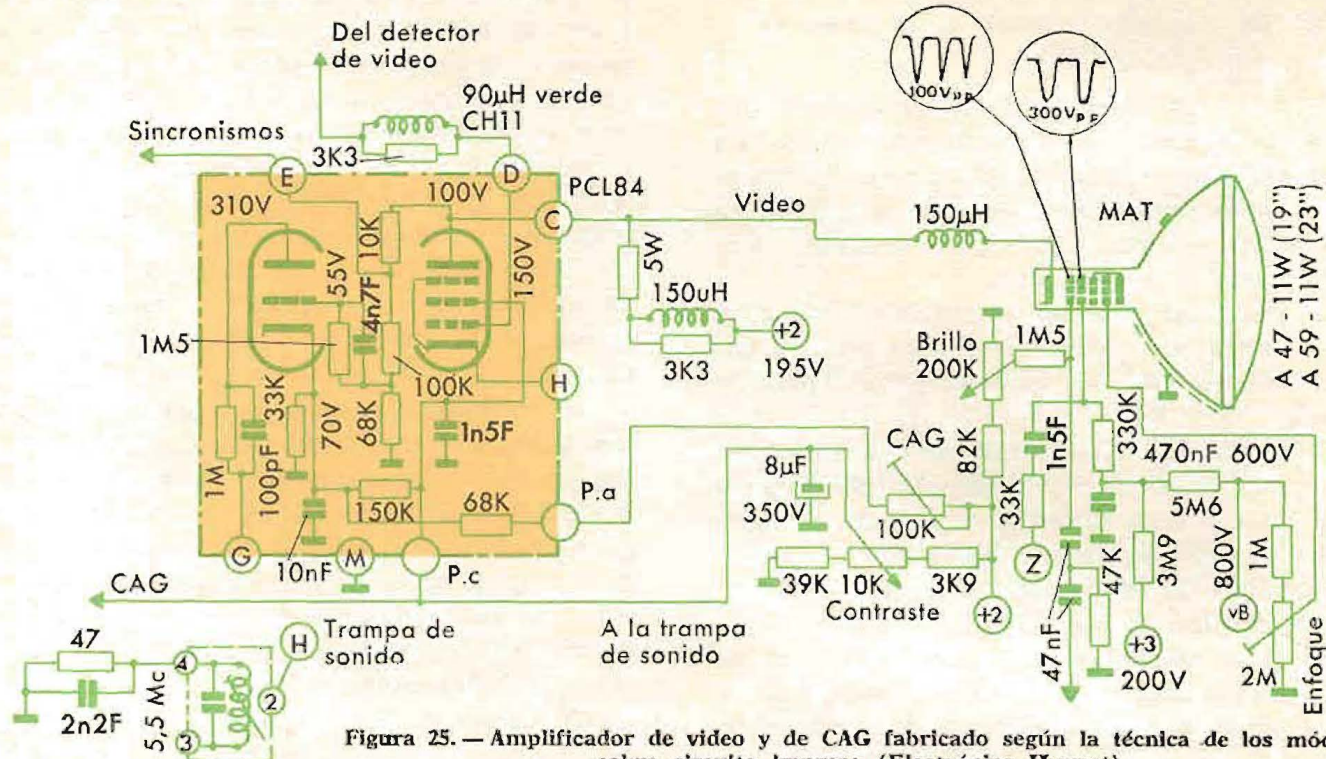 Del detector
de video
90µH verde
CH11
3K3
Sincronismos
E
D
310V
100V
PCL84
C
10K
55V
4n7F
150V
1M5
100K
H
33K
70V
68K
1n5F
1M
100pF
150K
68K
P.a
G
10nF
M
P.c
CAG
Video
5W
150uH
3K3
+2
195V
150µH
100Vpp
300Vpp
MAT
A 47 - 11W (19")
A 59 - 11W (23")
Brillo
200K
1M5
82K
1n5F
330K
470nF 600V
CAG
8µF
350V
100K
33K
Z
5M6
39K
10K
3K9
Contraste
+2
47nF
47K
3M9
+3
200V
800V
vB
1M
2M
Enfoque
Trampa de
sonido
A la trampa
de sonido
H
47
2n2F
4
3
5,5 Mc
2
Figura 25. — Amplificador de video y de CAG fabricado según la técnica de los